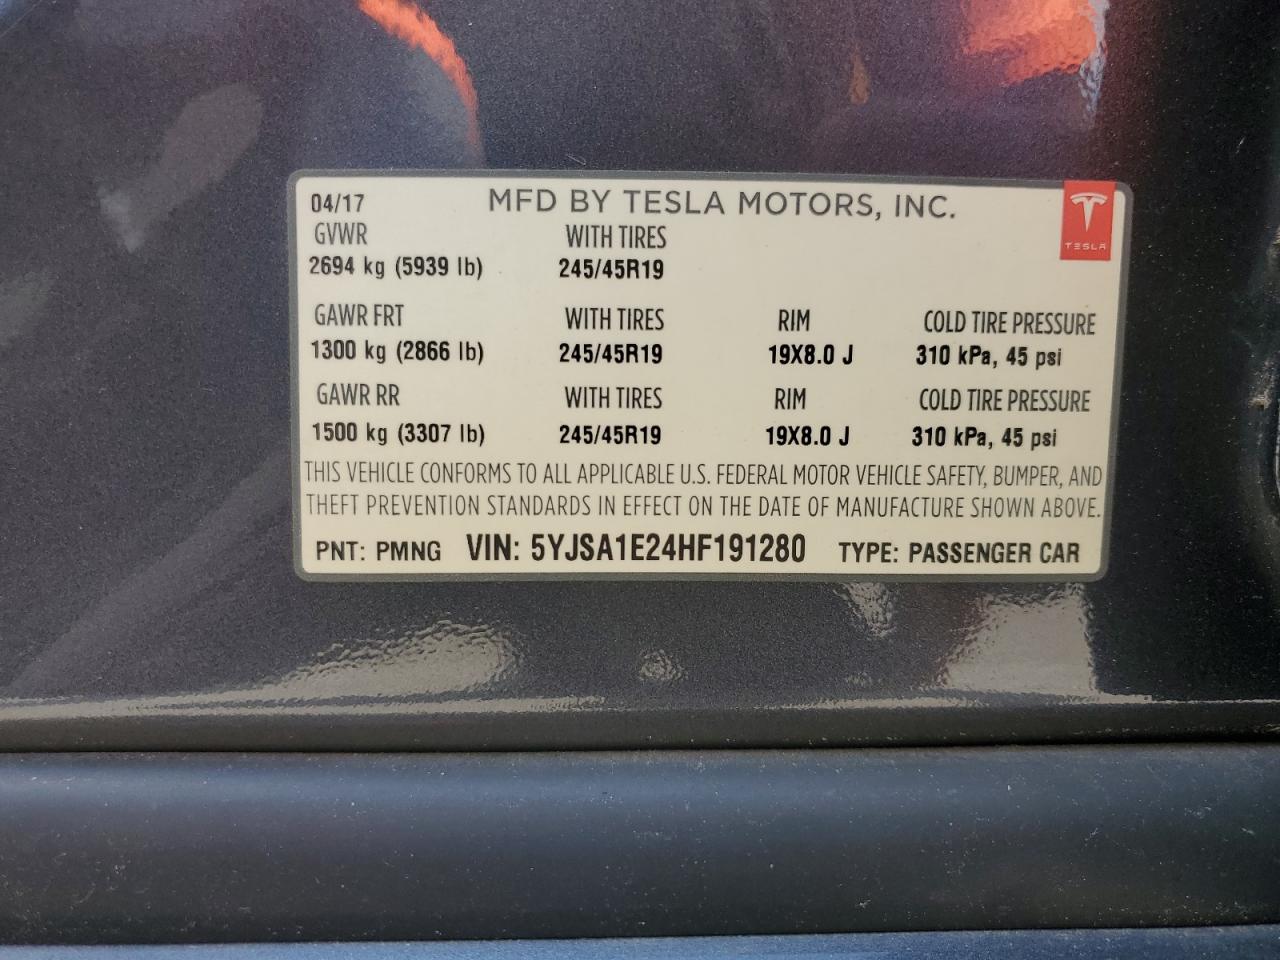 04/17 MFD BY TESLA MOTORS, INC.
TESLA
GVWR WITH TIRES
2694 kg (5939 lb) 245/45R19
GAWR FRT WITH TIRES RIM COLD TIRE PRESSURE
1300 kg (2866 lb) 245/45R19 19X8.0 J 310 kPa, 45 psi
GAWR RR WITH TIRES RIM COLD TIRE PRESSURE
1500 kg (3307 lb) 245/45R19 19X8.0 J 310 kPa, 45 psi
THIS VEHICLE CONFORMS TO ALL APPLICABLE U.S. FEDERAL MOTOR VEHICLE SAFETY, BUMPER, AND
THEFT PREVENTION STANDARDS IN EFFECT ON THE DATE OF MANUFACTURE SHOWN ABOVE.
PNT: PMNG VIN: 5YJSA1E24HF191280 TYPE: PASSENGER CAR